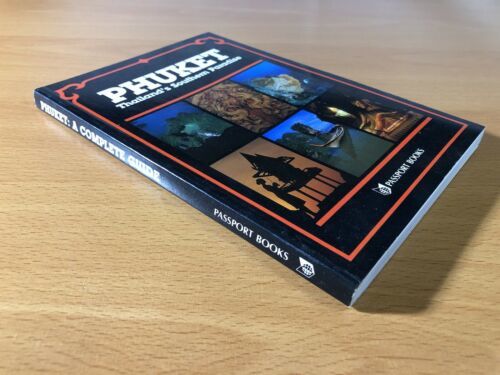 PHUKET
Thailand's Southern Paradise
PASSPORT BOOKS
PHUKET: A COMPLETE GUIDE
PASSPORT BOOKS